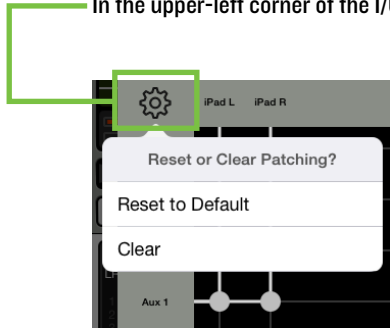 In the upper-left corner of the I/
iPad L iPad R
Reset or Clear Patching?
Reset to Default
Clear
Aux 1